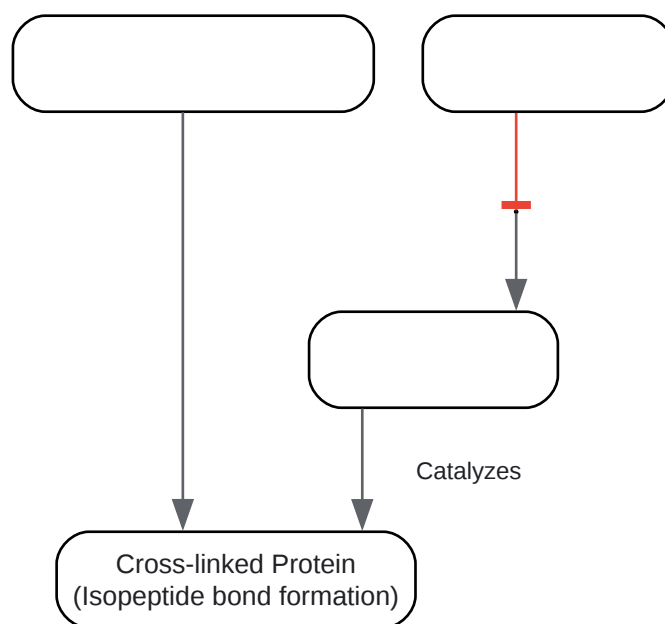 Catalyzes
Cross-linked Protein
(Isopeptide bond formation)